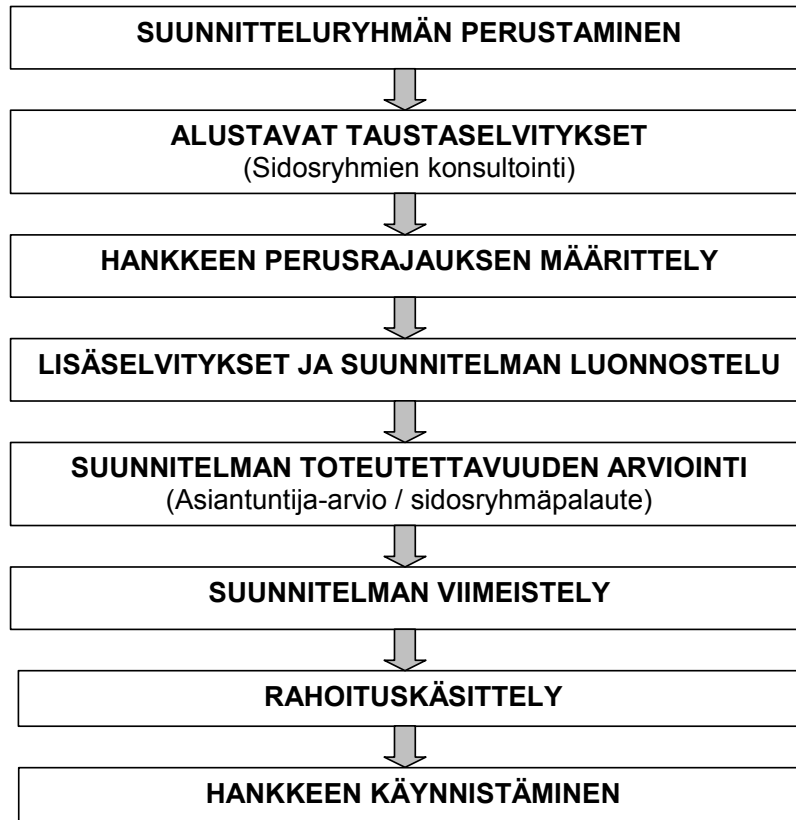 SUUNNITTELURYHMÄN PERUSTAMINEN
ALUSTAVAT TAUSTASELVITYKSET
(Sidosryhmien konsultointi)
HANKKEEN PERUSRAJAUKSEN MÄÄRITTELY
LISÄSELVITYKSET JA SUUNNITELMAN LUONNOSTELU
SUUNNITELMAN TOTEUTETTAVUUDEN ARVIOINTI
(Asiantuntija-arvio / sidosryhmäpalaute)
SUUNNITELMAN VIIMEISTELY
RAHOITUSKÄSITTELY
HANKKEEN KÄYNNISTÄMINEN